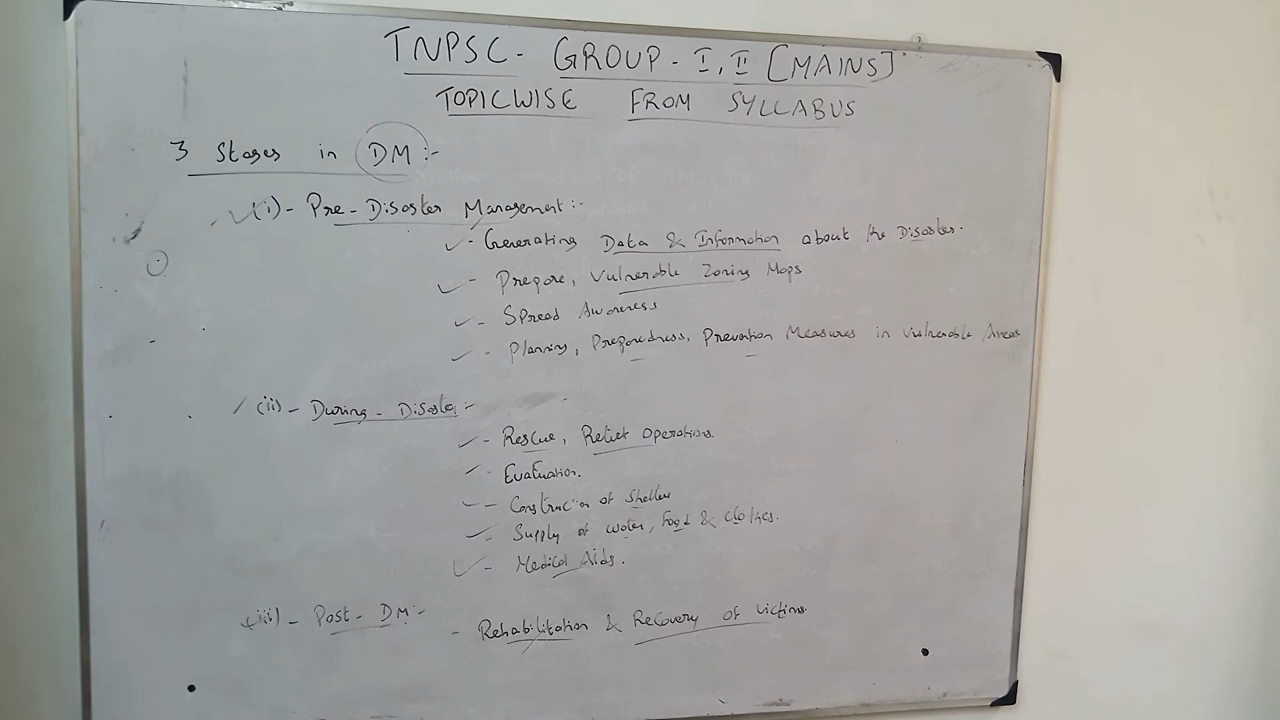 TNPSC - GROUP - I, II [MAINS]
TOPICWISE FROM SYLLABUS
3 Stages in DM :-
(i) - Pre - Disaster Management :-
- Generating Data & Information about the Disaster.
- Prepare, Vulnerable Zoning Maps
- Spread Awareness
- Planning, Preparedness, Prevention Measures in Vulnerable Areas
(ii) - During - Disaster :-
- Rescue, Relief Operations.
- Evacuation.
- Construction of Shelter
- Supply of water, Food & clothes.
- Medical Aids.
(iii) - Post - DM :-
- Rehabilitation & Recovery of victims.